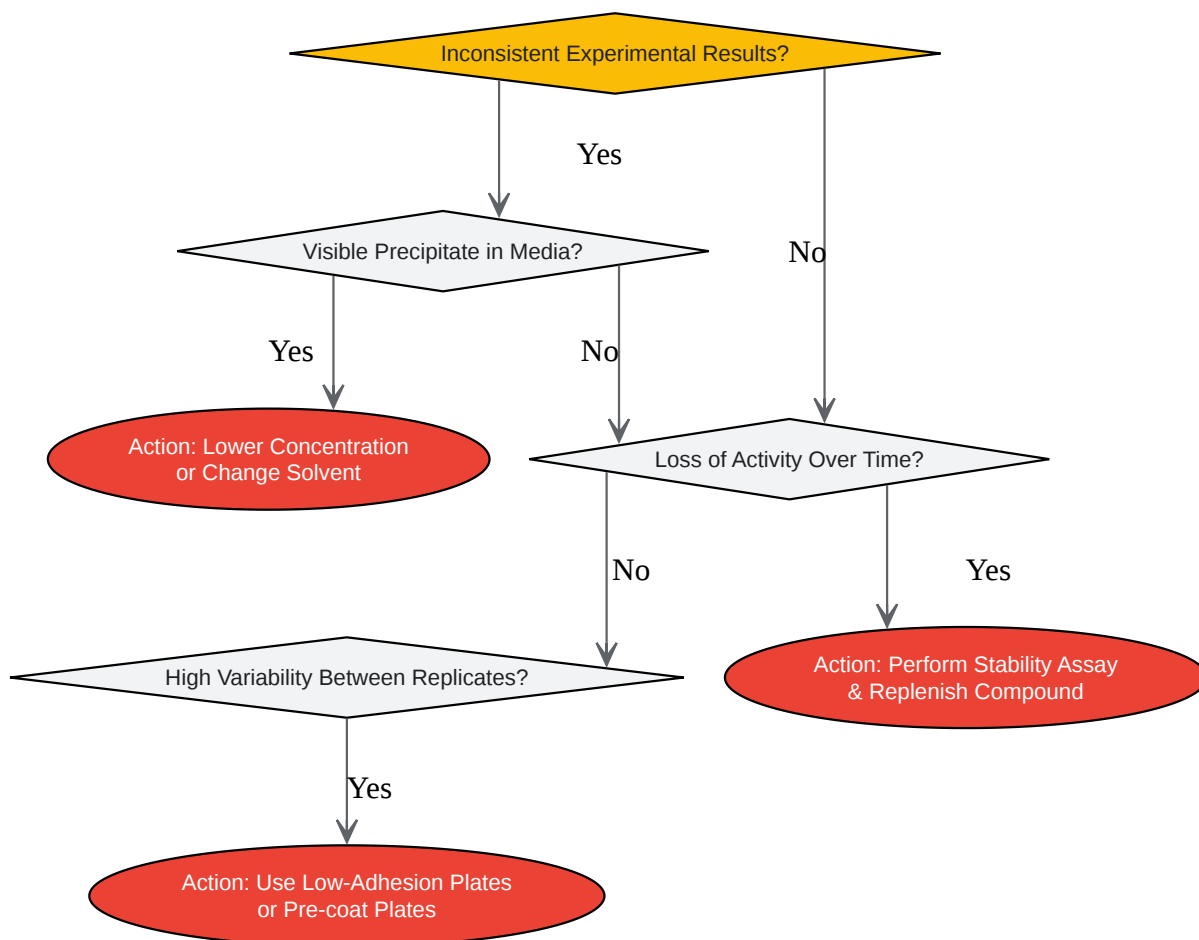 Inconsistent Experimental Results?
Yes
Visible Precipitate in Media?
No
Yes
No
Action: Lower Concentration
or Change Solvent
Loss of Activity Over Time?
No
Yes
High Variability Between Replicates?
Action: Perform Stability Assay
& Replenish Compound
Yes
Action: Use Low-Adhesion Plates
or Pre-coat Plates